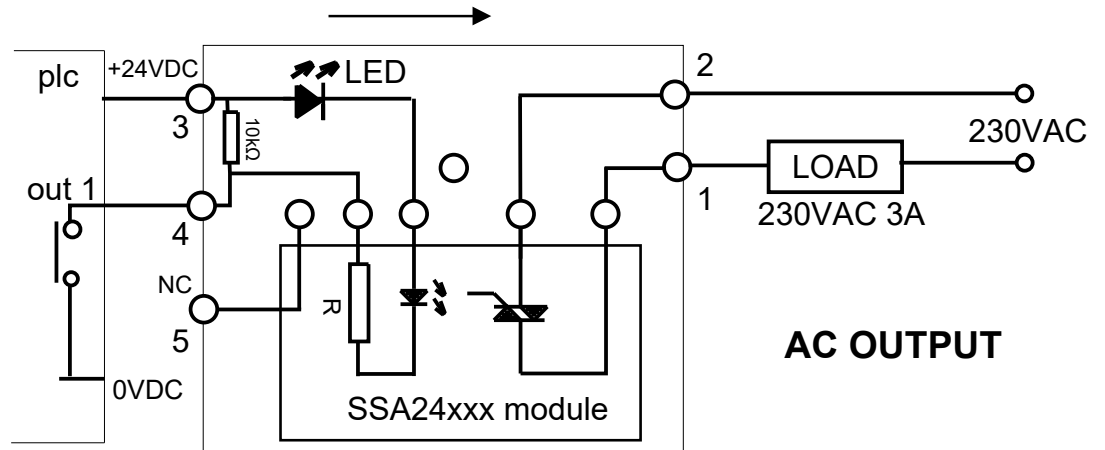 plc
+24VDC
LED
2
3
10kΩ
230VAC
LOAD
out 1
1
4
230VAC 3A
NC
5
R
AC OUTPUT
0VDC
SSA24xxx module